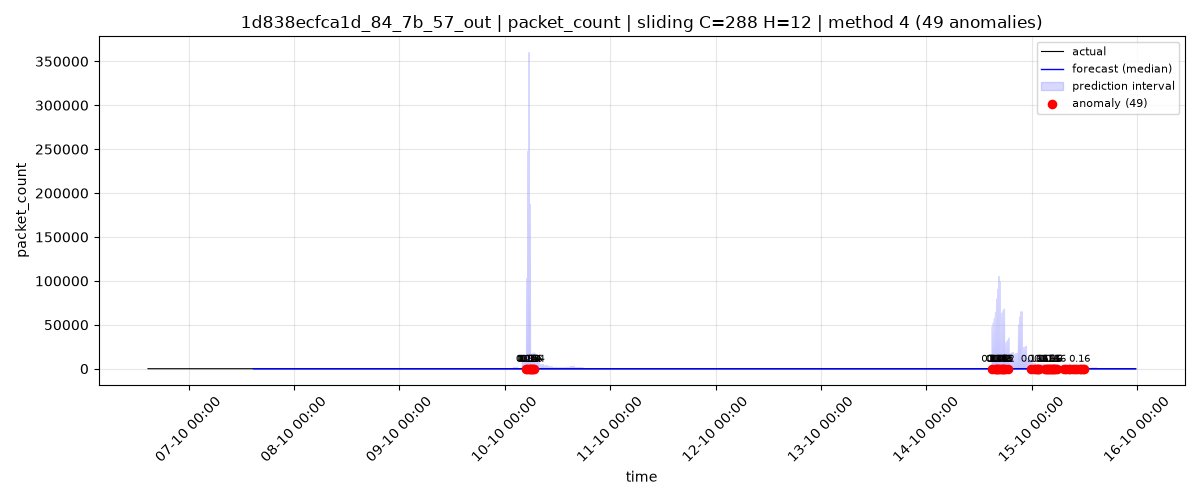 1d838ecfca1d_84_7b_57_out | packet_count | sliding C=288 H=12 | method 4 (49 anomalies)
actual
forecast (median)
prediction interval
anomaly (49)
packet_count
350000
300000
250000
200000
150000
100000
50000
0
0.16
07-10 00:00
08-10 00:00
09-10 00:00
10-10 00:00
11-10 00:00
12-10 00:00
13-10 00:00
14-10 00:00
15-10 00:00
16-10 00:00
time